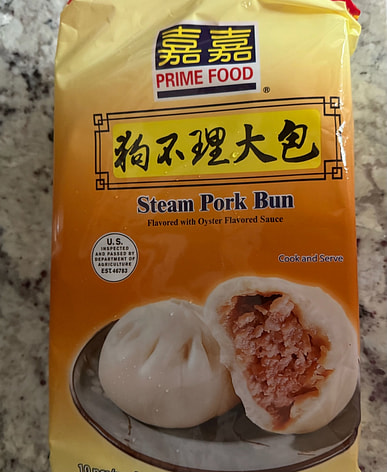 嘉嘉
PRIME FOOD
®
狗不理大包
Steam Pork Bun
Flavored with Oyster Flavored Sauce
U.S.
INSPECTED
AND PASSED BY
DEPARTMENT OF
AGRICULTURE
EST.46783
Cook and Serve